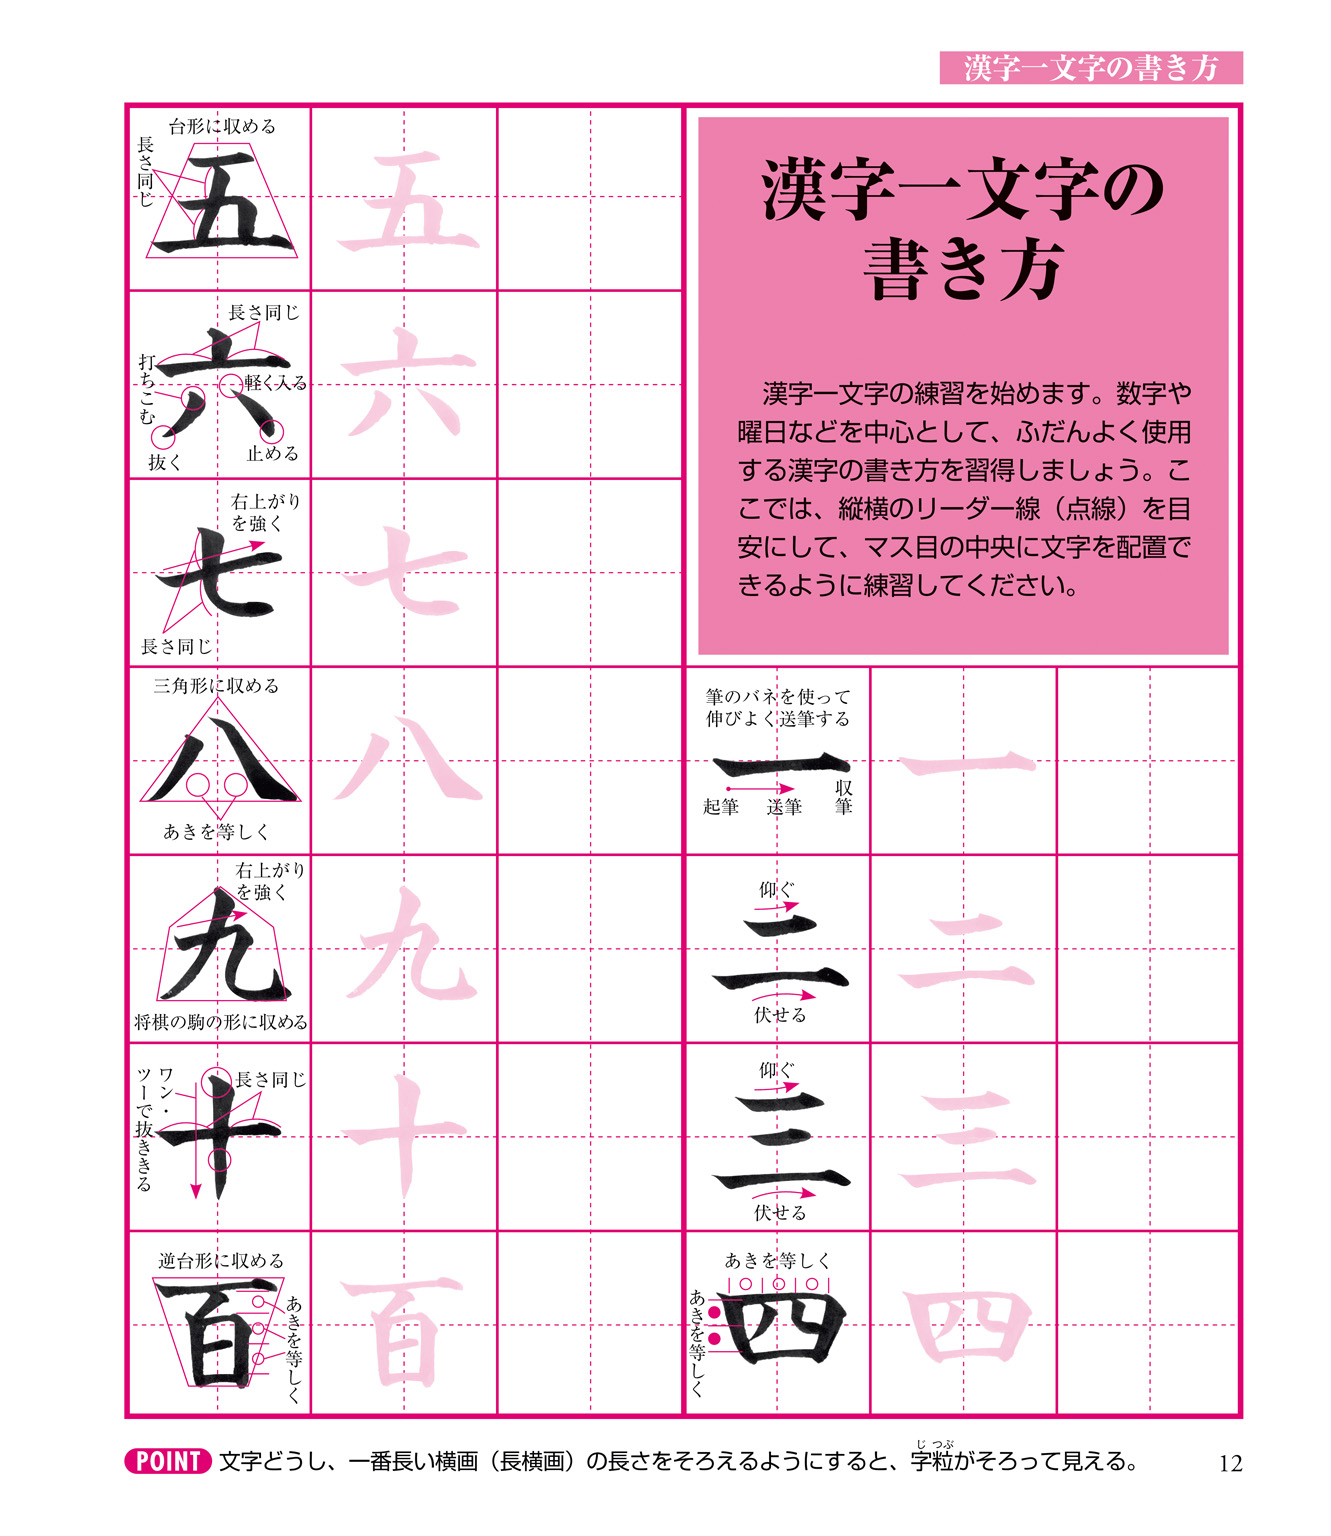 漢字一文字の書き方
漢字一文字の
書き方
漢字一文字の練習を始めます。数字や
曜日などを中心として、ふだんよく使用
する漢字の書き方を習得しましょう。こ
こでは、縦横のリーダー線（点線）を目
安にして、マス目の中央に文字を配置で
きるように練習してください。
筆のバネを使って
伸びよく送筆する
一
一
起筆
送筆
収筆
仰ぐ
二
二
伏せる
仰ぐ
三
三
伏せる
あきを等しく
あきを等しく
四
四
台形に収める
長さ同じ
五
五
長さ同じ
打ちこむ
軽く入る
六
六
抜く
止める
右上がり
を強く
七
七
長さ同じ
三角形に収める
八
八
あきを等しく
右上がり
を強く
九
九
将棋の駒の形に収める
ワン・
ツーで抜ききる
長さ同じ
十
十
逆台形に収める
百
百
あきを等しく
POINT 文字どうし、一番長い横画（長横画）の長さをそろえるようにすると、字粒がそろって見える。
じ つぶ
12